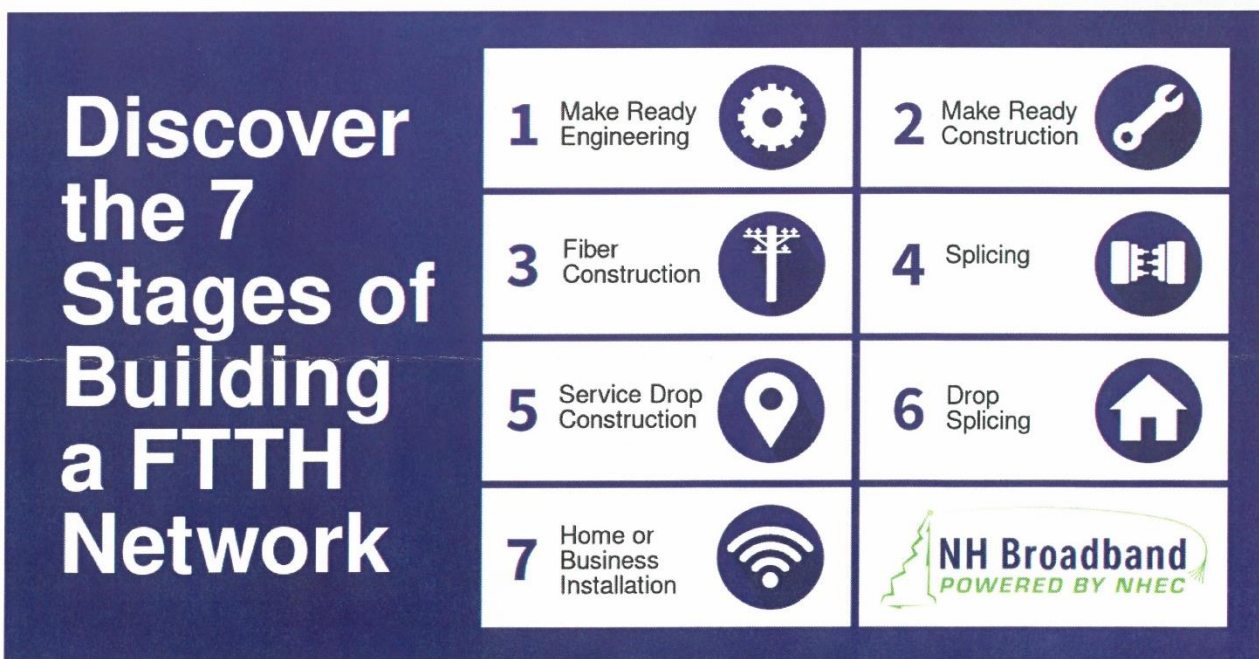 Discover
the 7
Stages of
Building
a FTTH
Network
1
Make Ready
Engineering
2
Make Ready
Construction
3
Fiber
Construction
4
Splicing
5
Service Drop
Construction
6
Drop
Splicing
7
Home or
Business
Installation
NH Broadband
POWERED BY NHEC